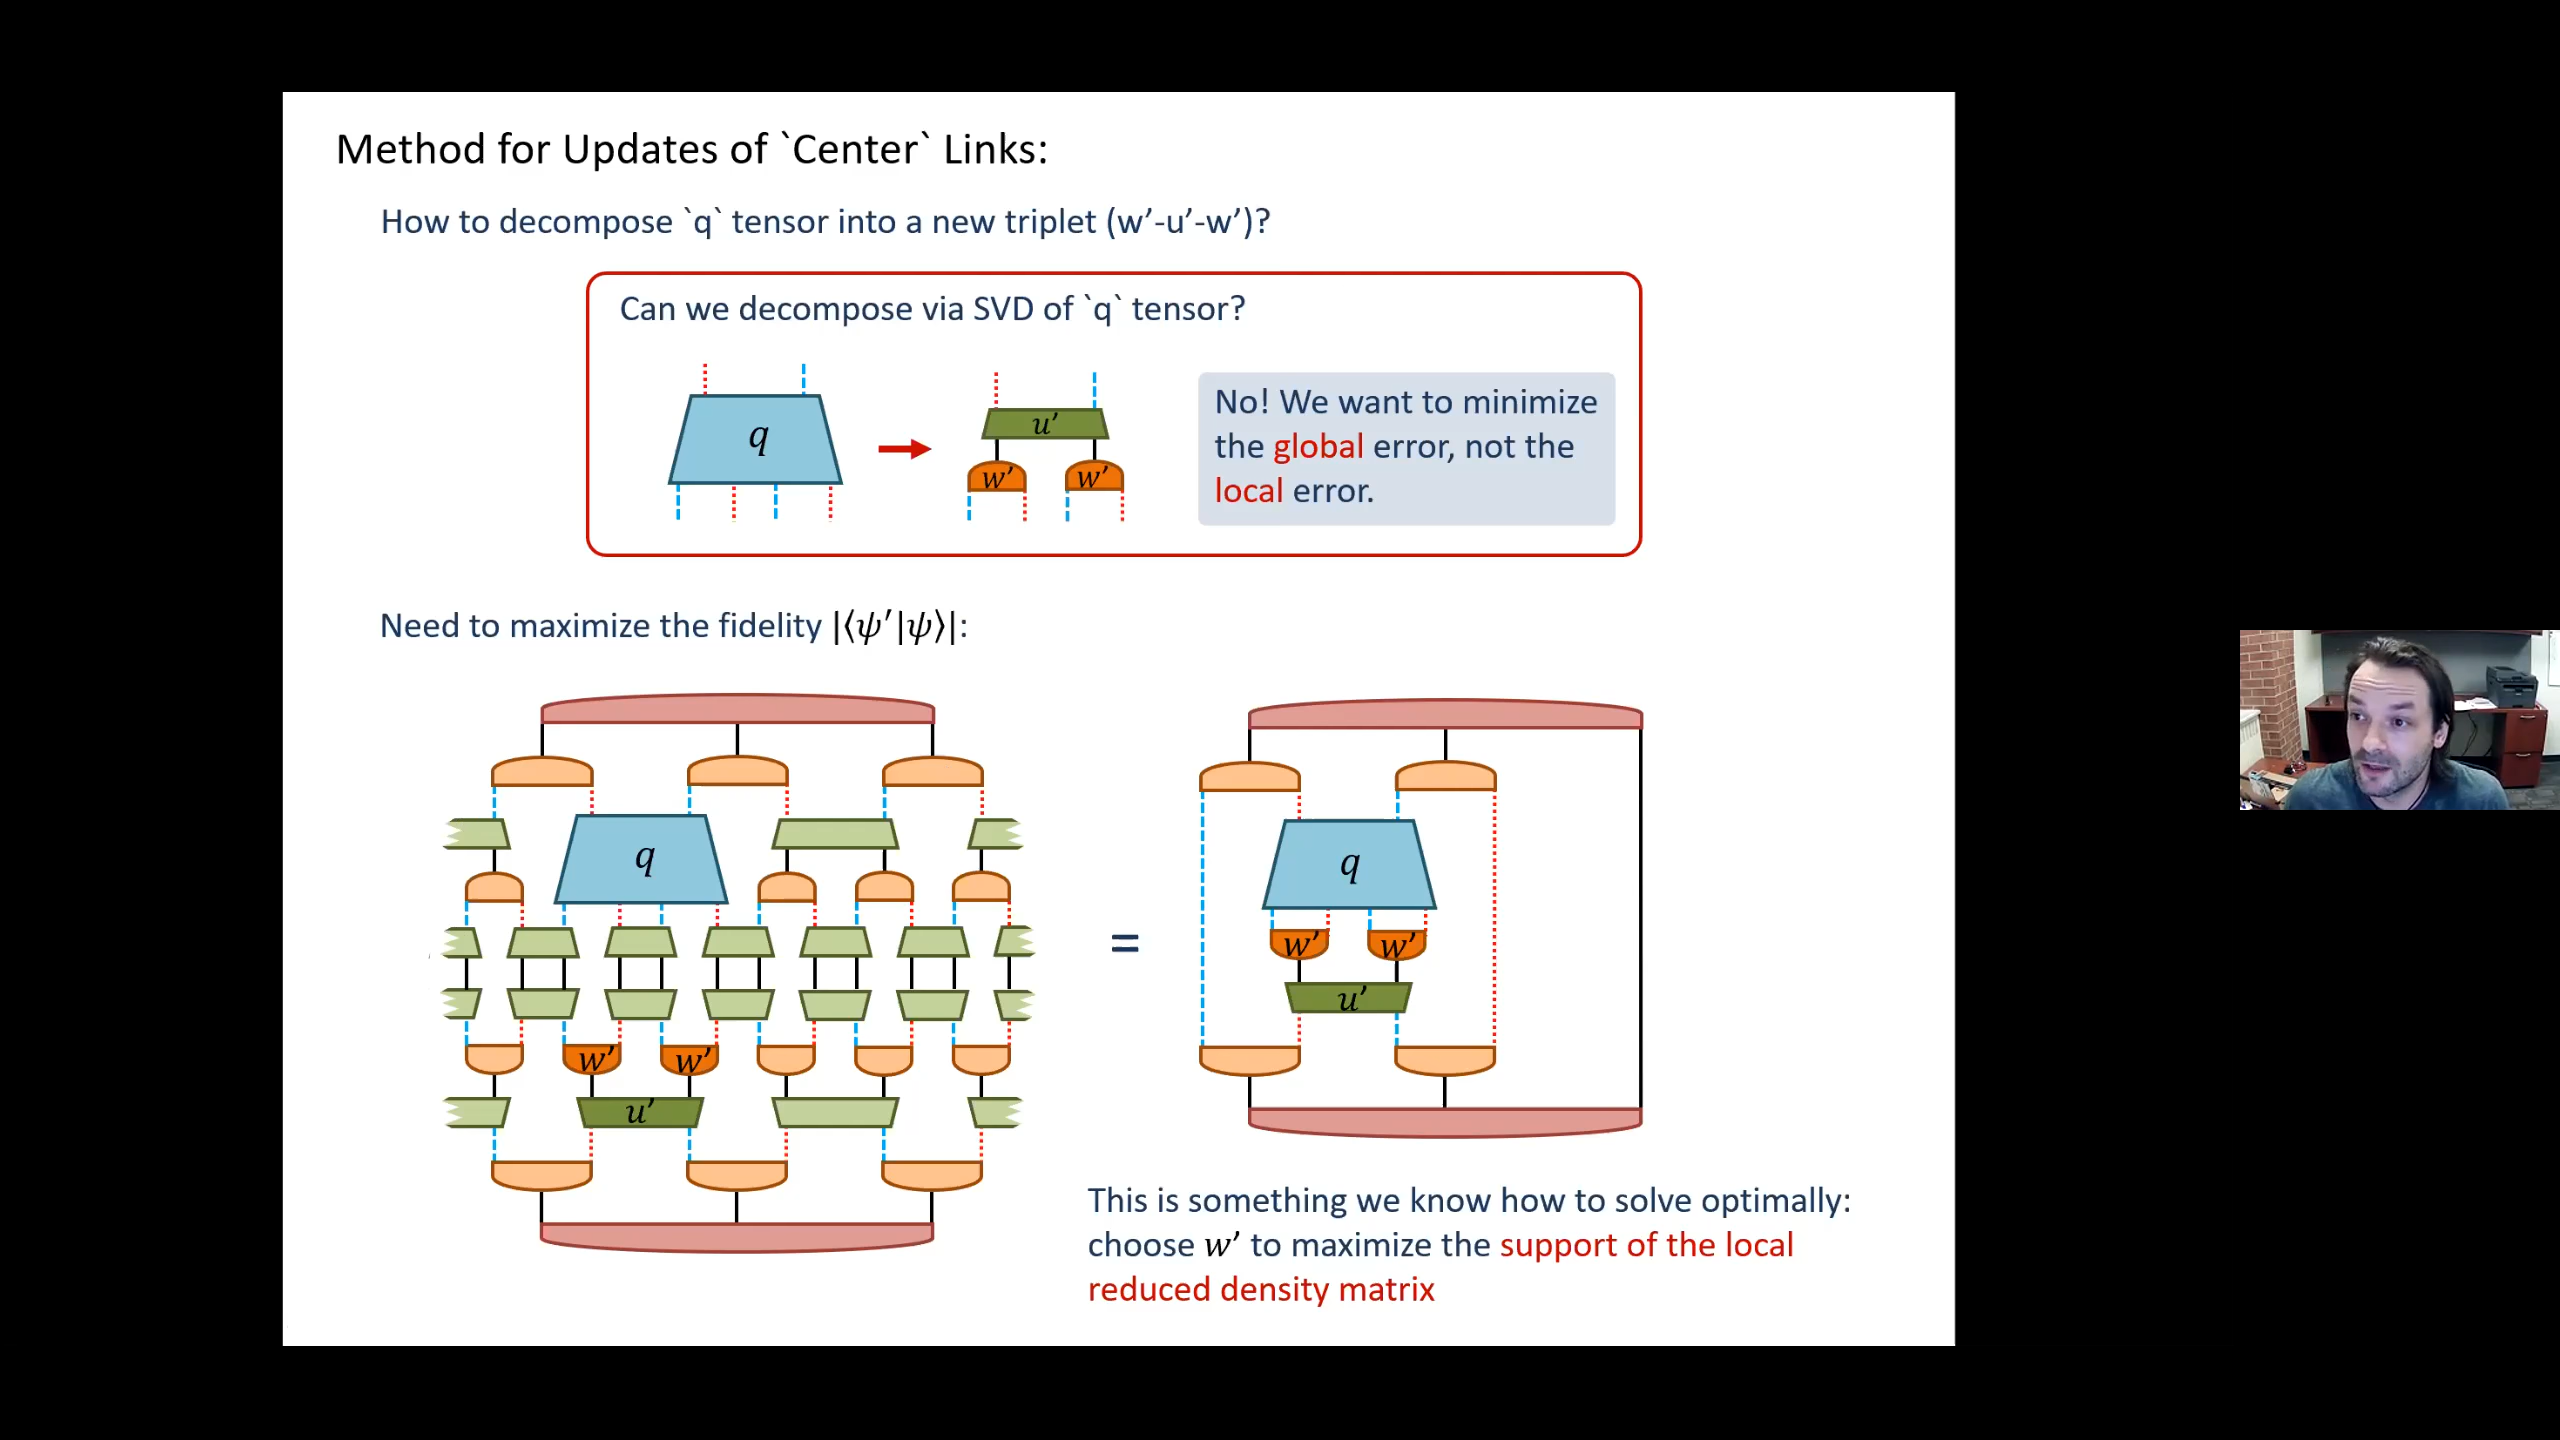 Method for Updates of `Center` Links:
How to decompose `q` tensor into a new triplet (w’-u’-w’)?
Can we decompose via SVD of `q` tensor?
q
u′
w′ w′
No! We want to minimize
the global error, not the
local error.
Need to maximize the fidelity |⟨ψ′|ψ⟩|:
q
w′ w′
u′
=
q
w′ w′
u′
This is something we know how to solve optimally:
choose w’ to maximize the support of the local
reduced density matrix